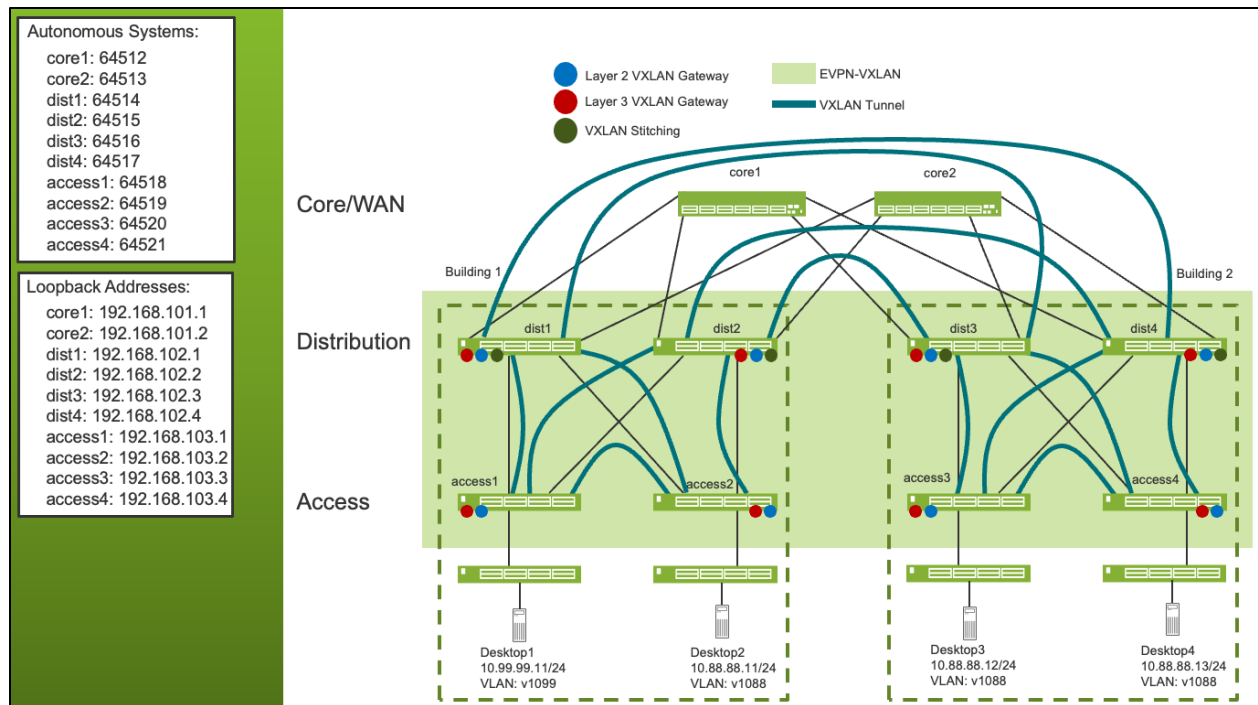 Autonomous Systems:
core1: 64512
core2: 64513
dist1: 64514
dist2: 64515
dist3: 64516
dist4: 64517
access1: 64518
access2: 64519
access3: 64520
access4: 64521
Loopback Addresses:
core1: 192.168.101.1
core2: 192.168.101.2
dist1: 192.168.102.1
dist2: 192.168.102.2
dist3: 192.168.102.3
dist4: 192.168.102.4
access1: 192.168.103.1
access2: 192.168.103.2
access3: 192.168.103.3
access4: 192.168.103.4
Layer 2 VXLAN Gateway
Layer 3 VXLAN Gateway
VXLAN Stitching
EVPN-VXLAN
VXLAN Tunnel
Core/WAN
core1
core2
Building 1
Building 2
Distribution
dist1
dist2
dist3
dist4
Access
access1
access2
access3
access4
Desktop1
10.99.99.11/24
VLAN: v1099
Desktop2
10.88.88.11/24
VLAN: v1088
Desktop3
10.88.88.12/24
VLAN: v1088
Desktop4
10.88.88.13/24
VLAN: v1088